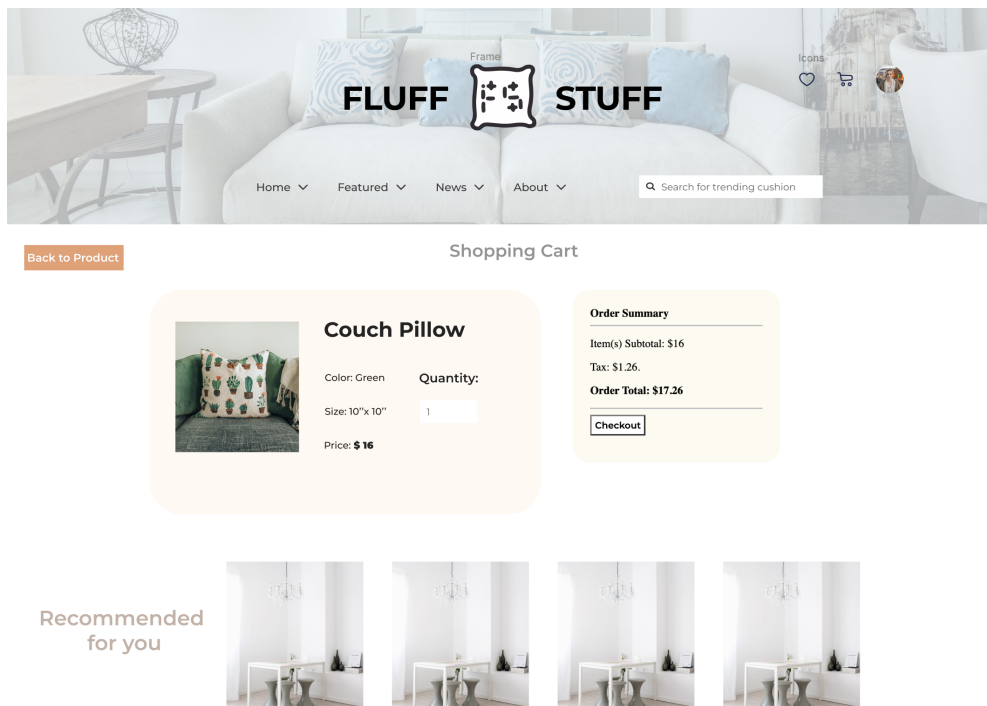 Frame
Icons
FLUFF STUFF
Home Featured News About Search for trending cushion
Back to Product
Shopping Cart
Couch Pillow
Color: Green Quantity:
Size: 10’’x 10’’ 1
Price: $ 16
Order Summary
Item(s) Subtotal: $16
Tax: $1.26.
Order Total: $17.26
Checkout
Recommended
for you